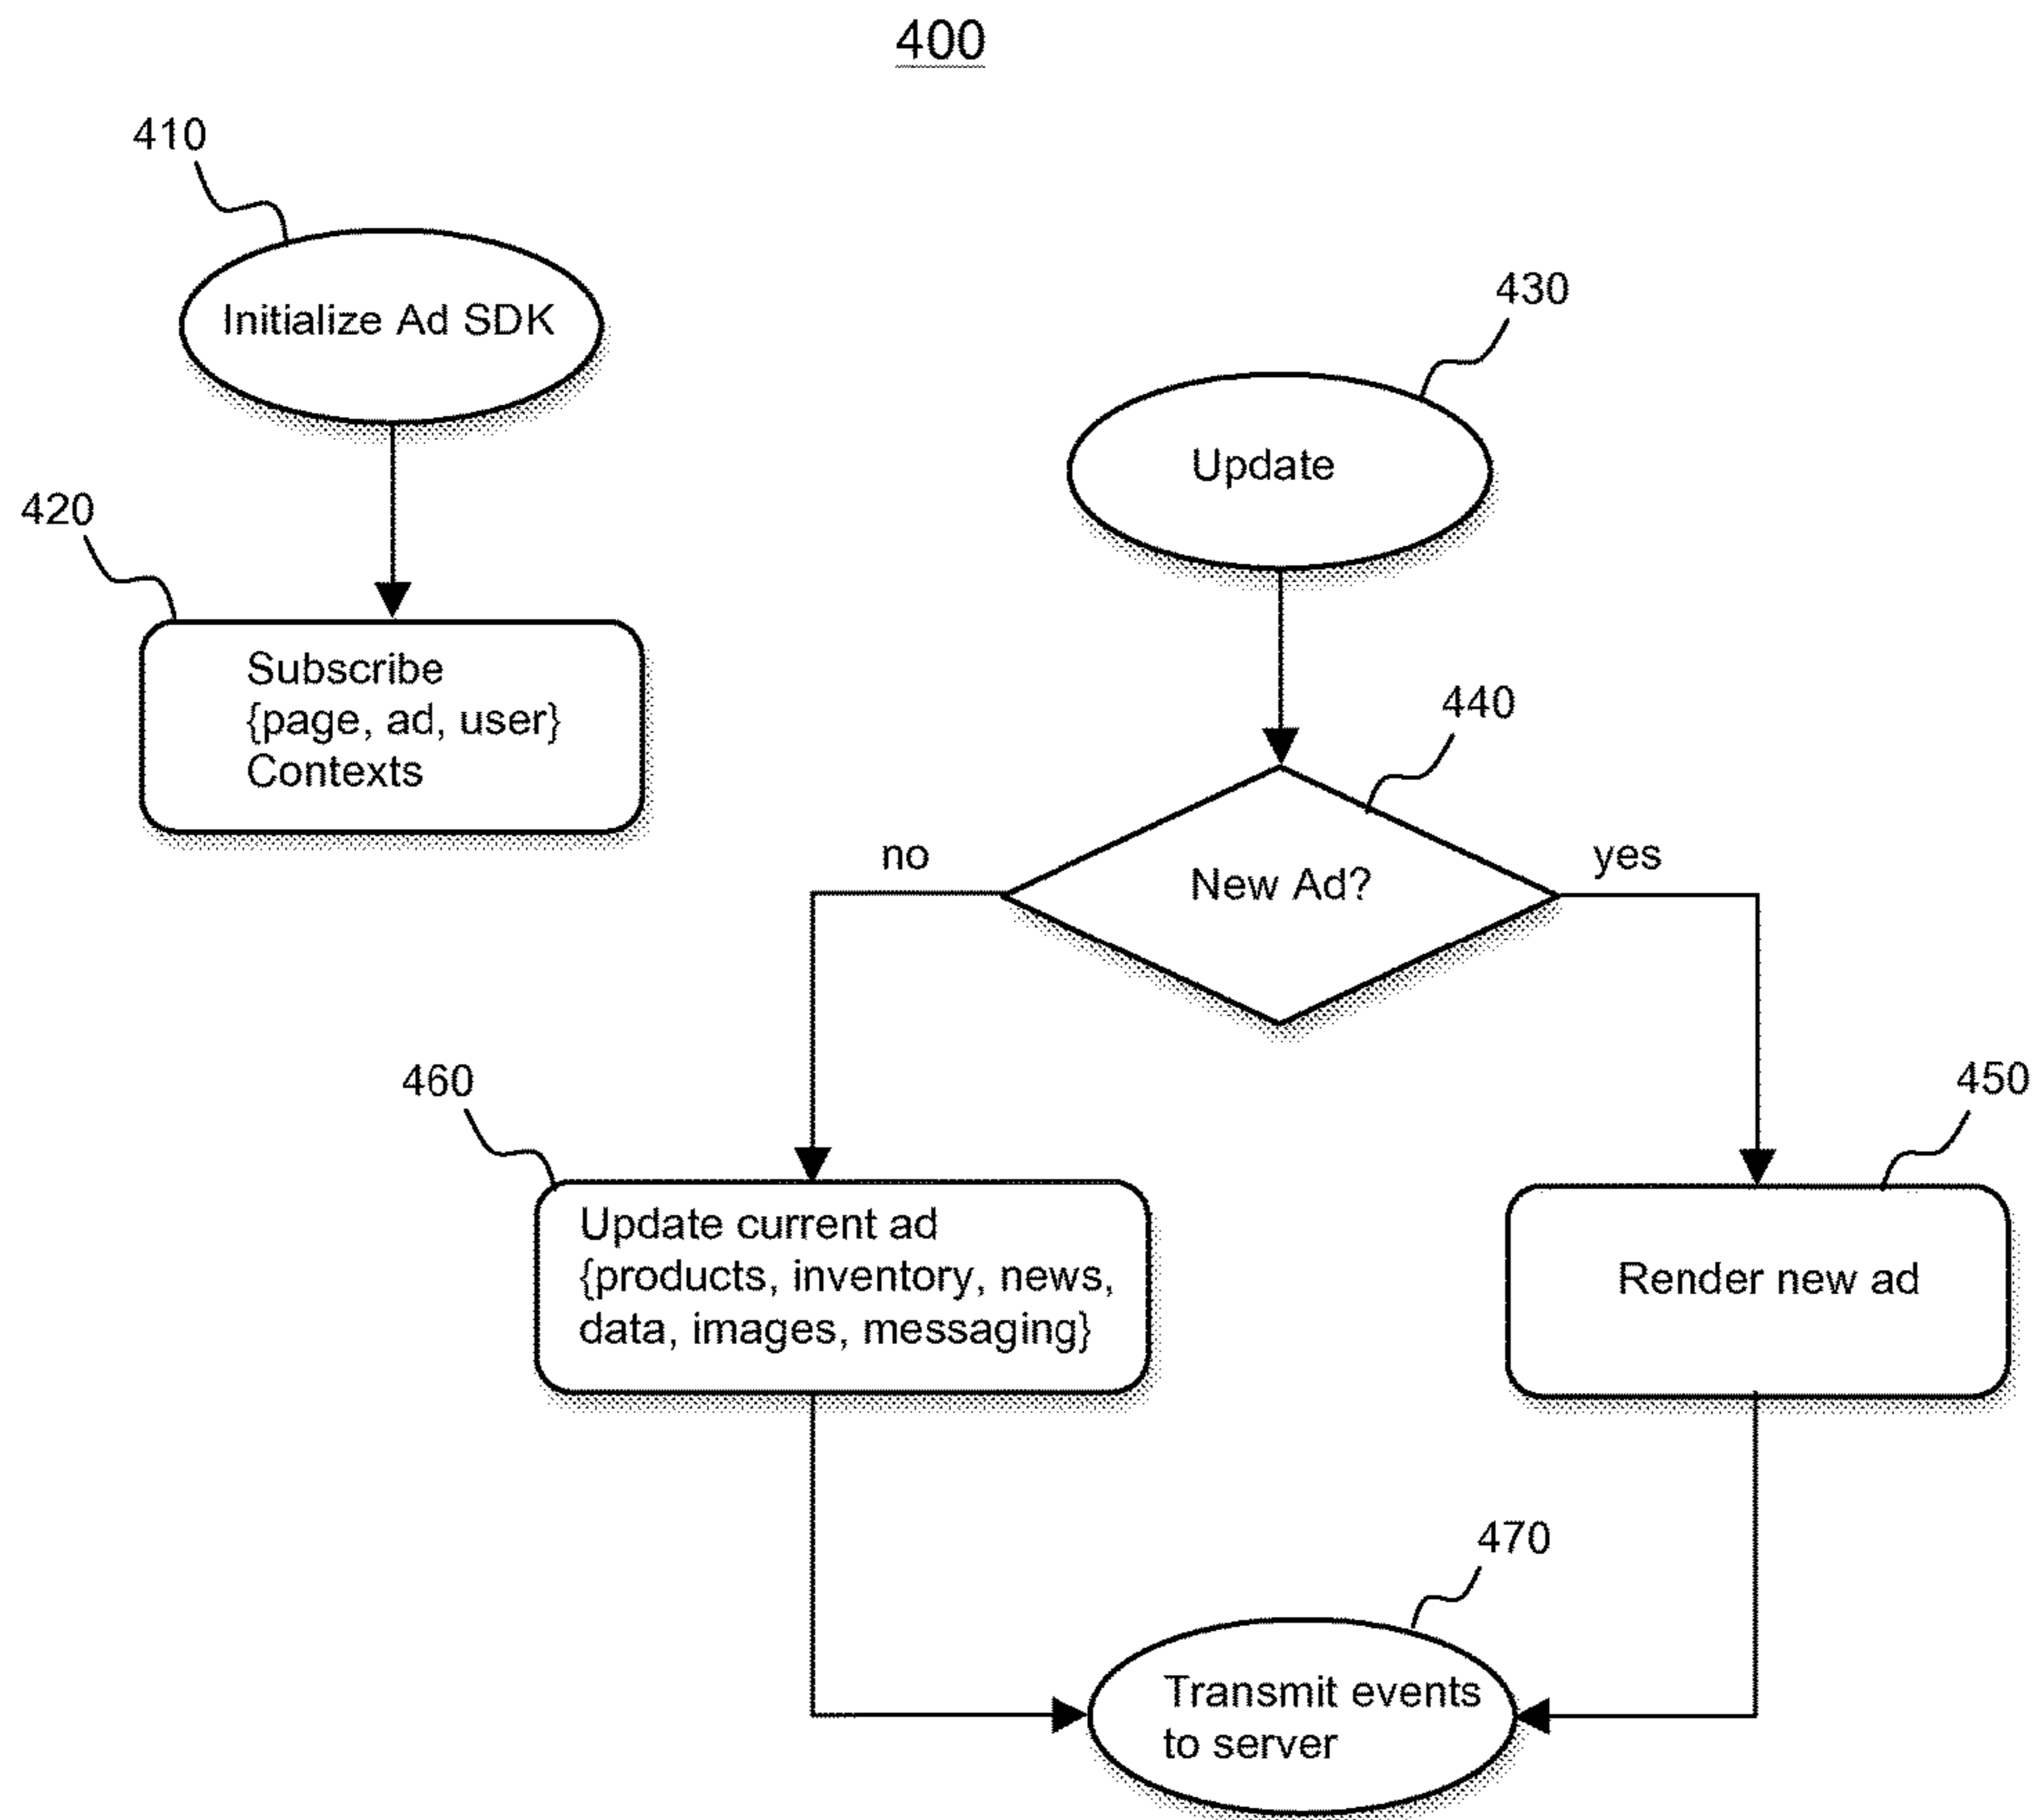 400
410
Initialize Ad SDK
430
Update
420
Subscribe
{page, ad, user}
Contexts
440
no
New Ad?
yes
460
Update current ad
{products, inventory, news,
data, images, messaging}
450
Render new ad
470
Transmit events
to server